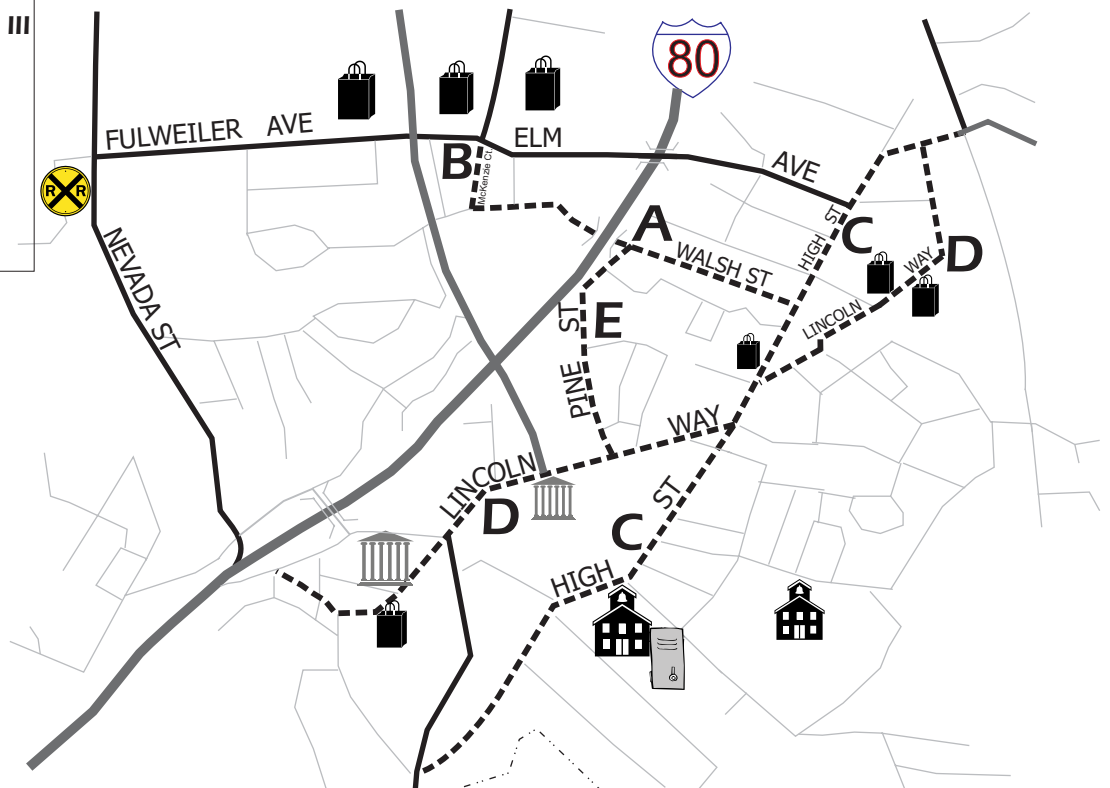 III
80
FULWEILER AVE
ELM
AVE
B
McKenzie Ct.
R R
A
WALSH ST
HIGH ST
C
WAY
D
LINCOLN
NEVADA ST
PINE ST
E
LINCOLN
WAY
D
C
HIGH
ST